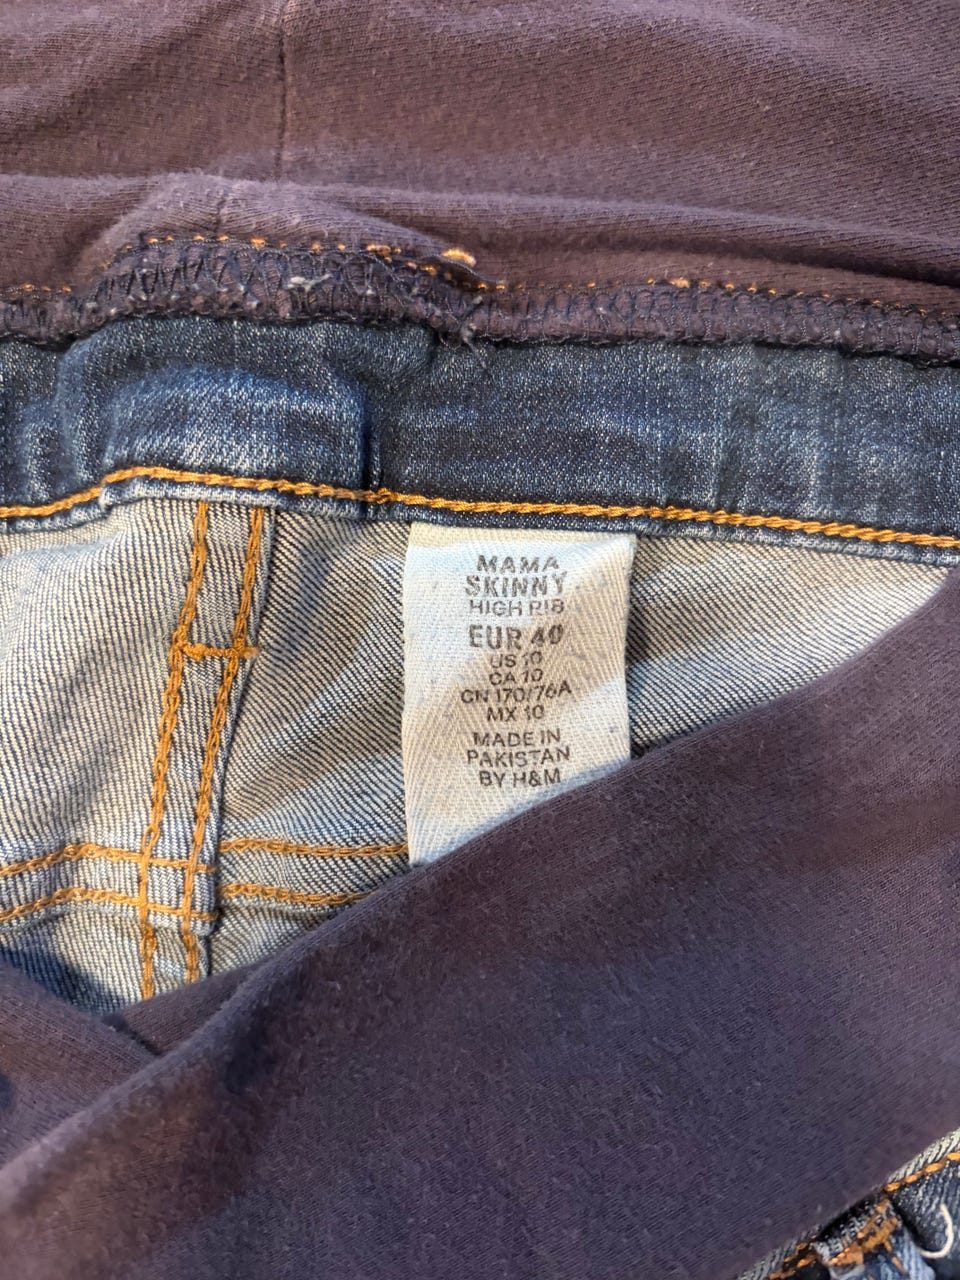 MAMA
SKINNY
HIGH RIB
EUR 40
US 10
CA 10
CN 170/76A
MX 10
MADE IN
PAKISTAN
BY H&M